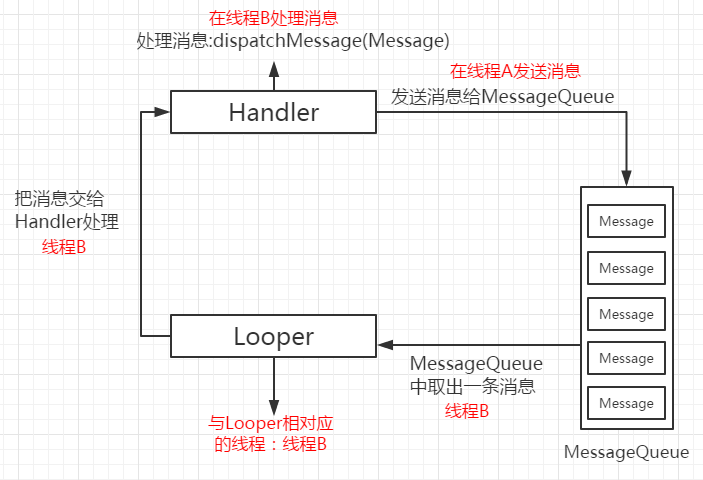 在线程B处理消息
处理消息:dispatchMessage(Message)
在线程A发送消息
发送消息给MessageQueue
Handler
把消息交给
Handler处理
线程B
Message
Message
Message
Message
Message
Looper
MessageQueue
中取出一条消息
线程B
与Looper相对应
的线程：线程B
MessageQueue